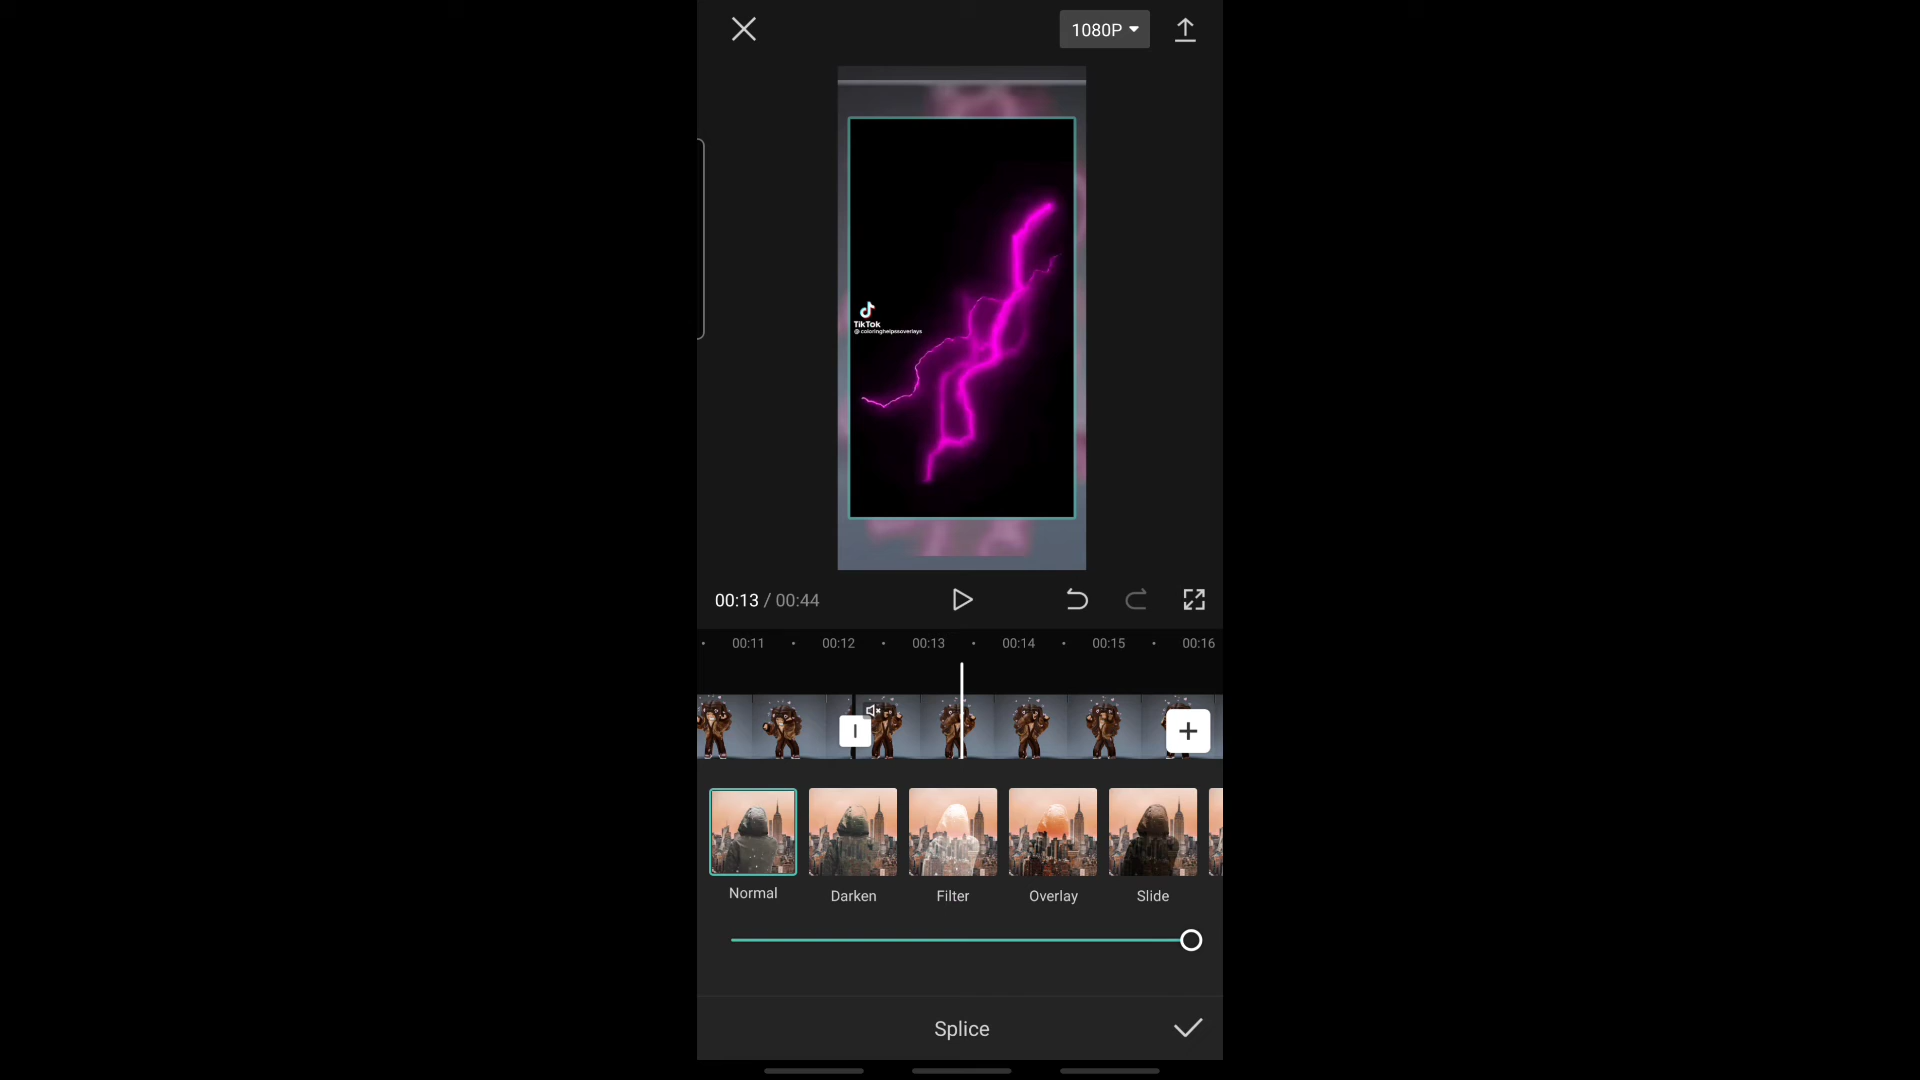 1080P
TikTok
@coloringhelpssoverlays
00:13 / 00:44
00:11 00:12 00:13 00:14 00:15 00:16
Normal Darken Filter Overlay Slide
Splice